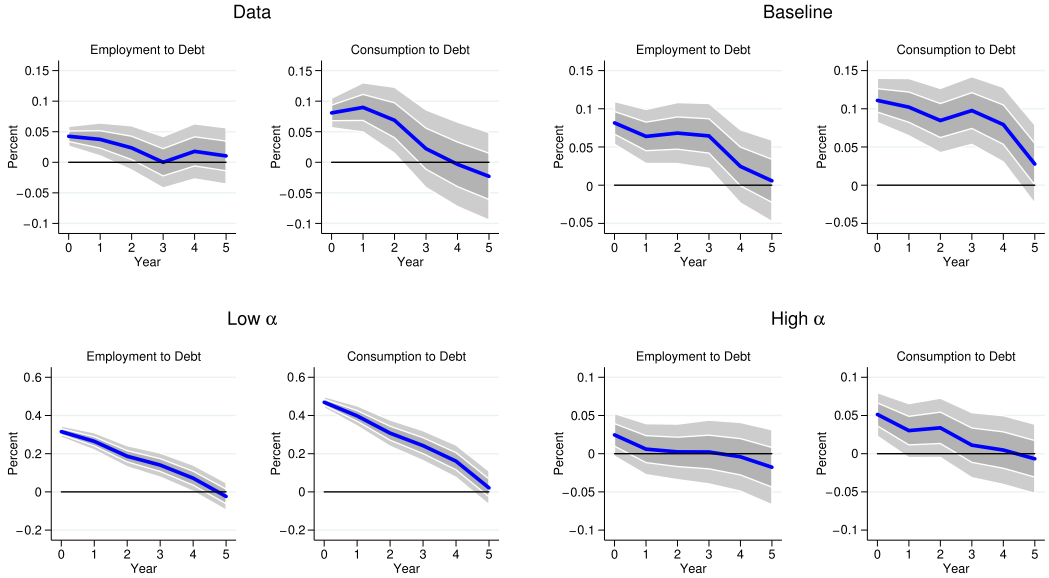 Data
Employment to Debt
Percent
0.15
0.1
0.05
0
−0.05
−0.1
0 1 2 3 4 5
Year
Consumption to Debt
Percent
0.15
0.1
0.05
0
−0.05
−0.1
0 1 2 3 4 5
Year
Baseline
Employment to Debt
Percent
0.15
0.1
0.05
0
−0.05
0 1 2 3 4 5
Year
Consumption to Debt
Percent
0.15
0.1
0.05
0
−0.05
0 1 2 3 4 5
Year
Low α
Employment to Debt
Percent
0.6
0.4
0.2
0
−0.2
0 1 2 3 4 5
Year
Consumption to Debt
Percent
0.6
0.4
0.2
0
−0.2
0 1 2 3 4 5
Year
High α
Employment to Debt
Percent
0.1
0.05
0
−0.05
−0.1
0 1 2 3 4 5
Year
Consumption to Debt
Percent
0.1
0.05
0
−0.05
−0.1
0 1 2 3 4 5
Year